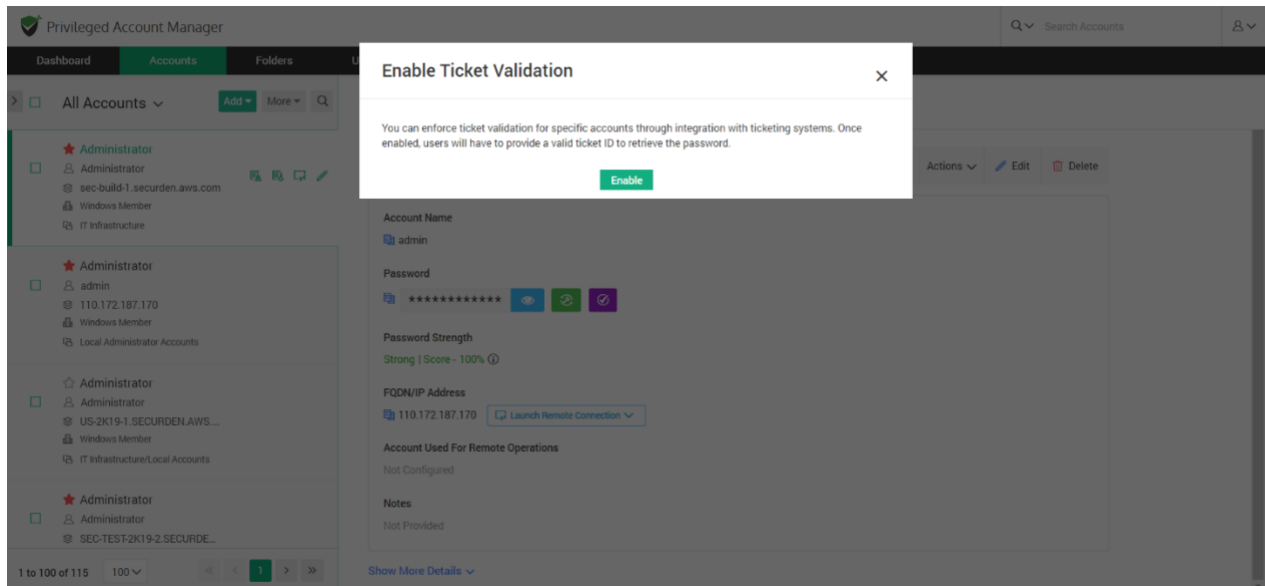 Privileged Account Manager
Search Accounts
Dashboard
Accounts
Folders
U
Enable Ticket Validation
You can enforce ticket validation for specific accounts through integration with ticketing systems. Once
enabled, users will have to provide a valid ticket ID to retrieve the password.
Enable
All Accounts
Add
More
Administrator
Administrator
sec-build-1.securden.aws.com
Windows Member
IT Infrastructure
Administrator
admin
110.172.187.170
Windows Member
Local Administrator Accounts
Administrator
Administrator
US-2K19-1.SECURDEN.AWS....
Windows Member
IT Infrastructure/Local Accounts
Administrator
Administrator
SEC-TEST-2K19-2.SECURDE...
1 to 100 of 115
100
« < 1 > »
Actions
Edit
Delete
Account Name
admin
Password
************
Password Strength
Strong | Score - 100%
FQDN/IP Address
110.172.187.170
Launch Remote Connection
Account Used For Remote Operations
Not Configured
Notes
Not Provided
Show More Details